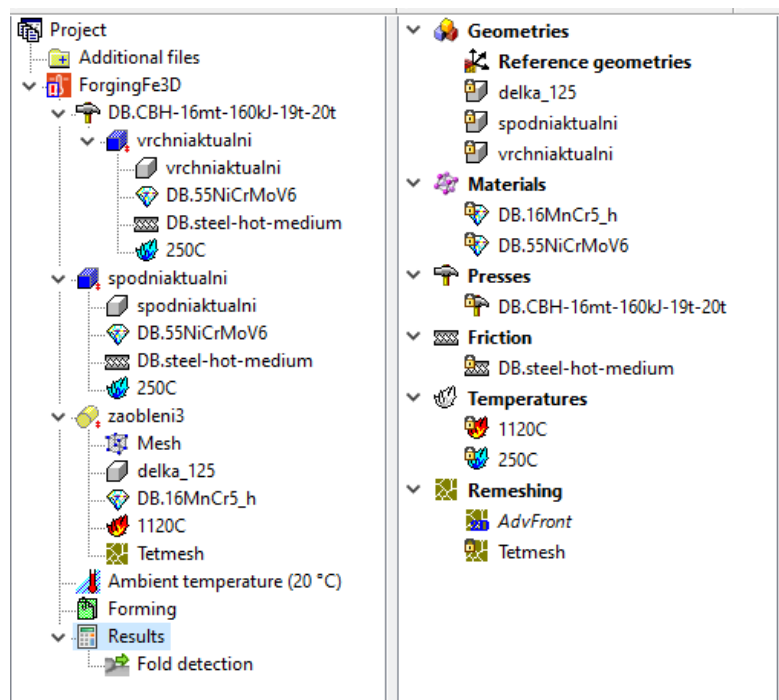 Project
Additional files
ForgingFe3D
DB.CBH-16mt-160kJ-19t-20t
vrchniaktualni
vrchniaktualni
DB.55NiCrMoV6
DB.steel-hot-medium
250C
spodniaktualni
spodniaktualni
DB.55NiCrMoV6
DB.steel-hot-medium
250C
zaobleni3
Mesh
delka_125
DB.16MnCr5_h
1120C
Tetmesh
Ambient temperature (20 °C)
Forming
Results
Fold detection
Geometries
Reference geometries
delka_125
spodniaktualni
vrchniaktualni
Materials
DB.16MnCr5_h
DB.55NiCrMoV6
Presses
DB.CBH-16mt-160kJ-19t-20t
Friction
DB.steel-hot-medium
Temperatures
1120C
250C
Remeshing
2D AdvFront
Tetmesh